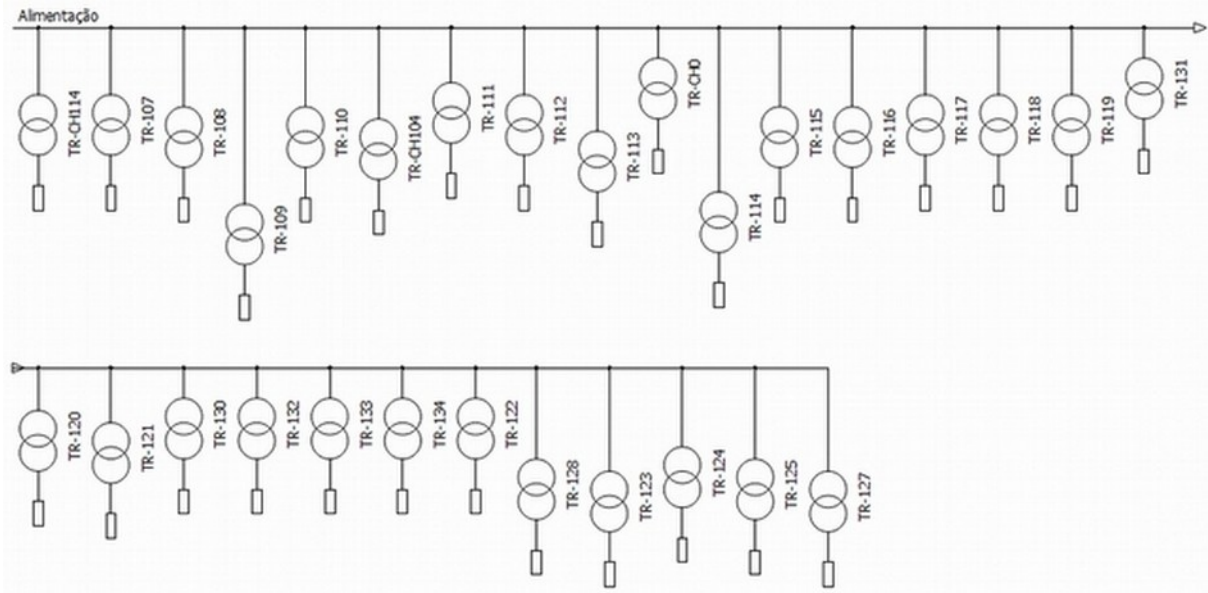 Alimentação
TR-CH114
TR-107
TR-108
TR-109
TR-110
TR-CH104
TR-111
TR-112
TR-113
TR-CH0
TR-114
TR-115
TR-116
TR-117
TR-118
TR-119
TR-131
TR-120
TR-121
TR-130
TR-132
TR-133
TR-134
TR-122
TR-128
TR-123
TR-124
TR-125
TR-127